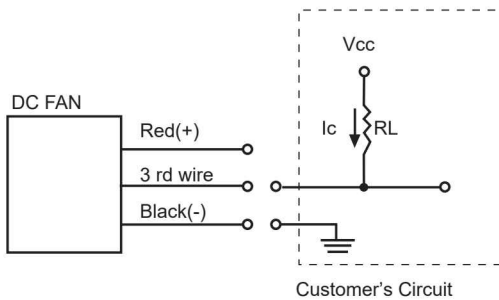 Vcc
DC FAN
Ic
RL
Red(+)
3 rd wire
Black(-)
Customer's Circuit